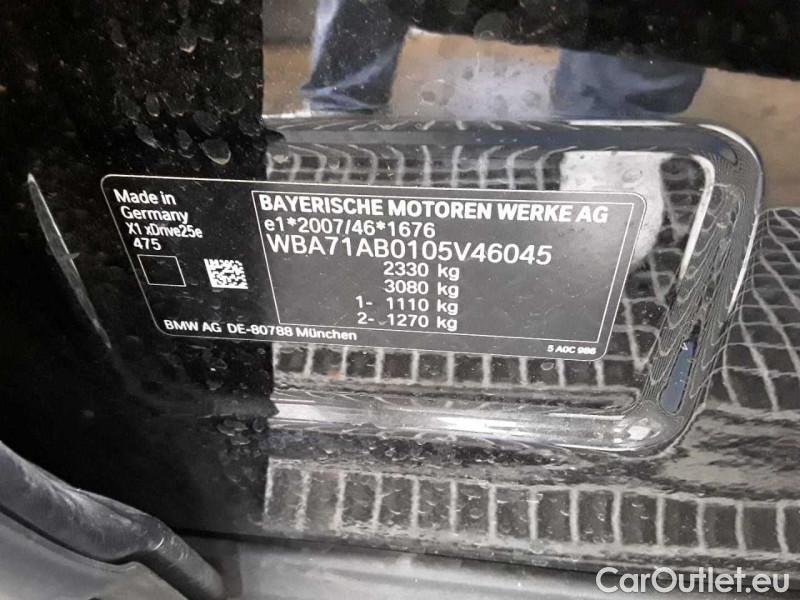 Made in
Germany
X1 xDrive25e
475
BAYERISCHE MOTOREN WERKE AG
e1*2007/46*1676
WBA71AB0105V46045
2330 kg
3080 kg
1- 1110 kg
2- 1270 kg
BMW AG DE-80788 München
5 A0C 986
CarOutlet.eu